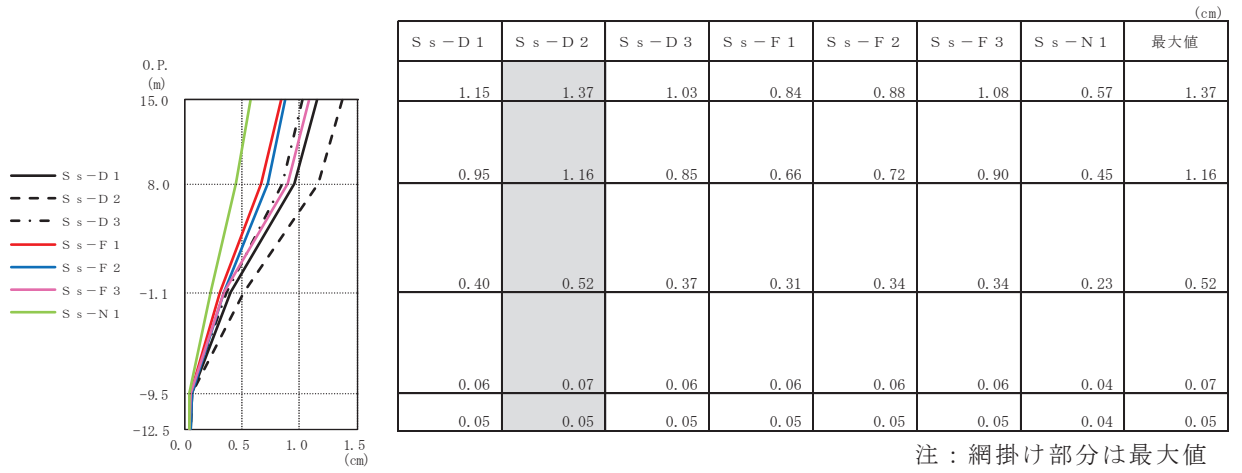 (cm)
Ｓｓ－Ｄ１ Ｓｓ－Ｄ２ Ｓｓ－Ｄ３ Ｓｓ－Ｆ１ Ｓｓ－Ｆ２ Ｓｓ－Ｆ３ Ｓｓ－Ｎ１ 最大値
1.15 1.37 1.03 0.84 0.88 1.08 0.57 1.37
0.95 1.16 0.85 0.66 0.72 0.90 0.45 1.16
0.40 0.52 0.37 0.31 0.34 0.34 0.23 0.52
0.06 0.07 0.06 0.06 0.06 0.06 0.04 0.07
0.05 0.05 0.05 0.05 0.05 0.05 0.04 0.05
O.P.
(m)
15.0
8.0
-1.1
-9.5
-12.5
0.0 0.5 1.0 1.5
(cm)
Ｓｓ－Ｄ１
Ｓｓ－Ｄ２
Ｓｓ－Ｄ３
Ｓｓ－Ｆ１
Ｓｓ－Ｆ２
Ｓｓ－Ｆ３
Ｓｓ－Ｎ１
注：網掛け部分は最大値